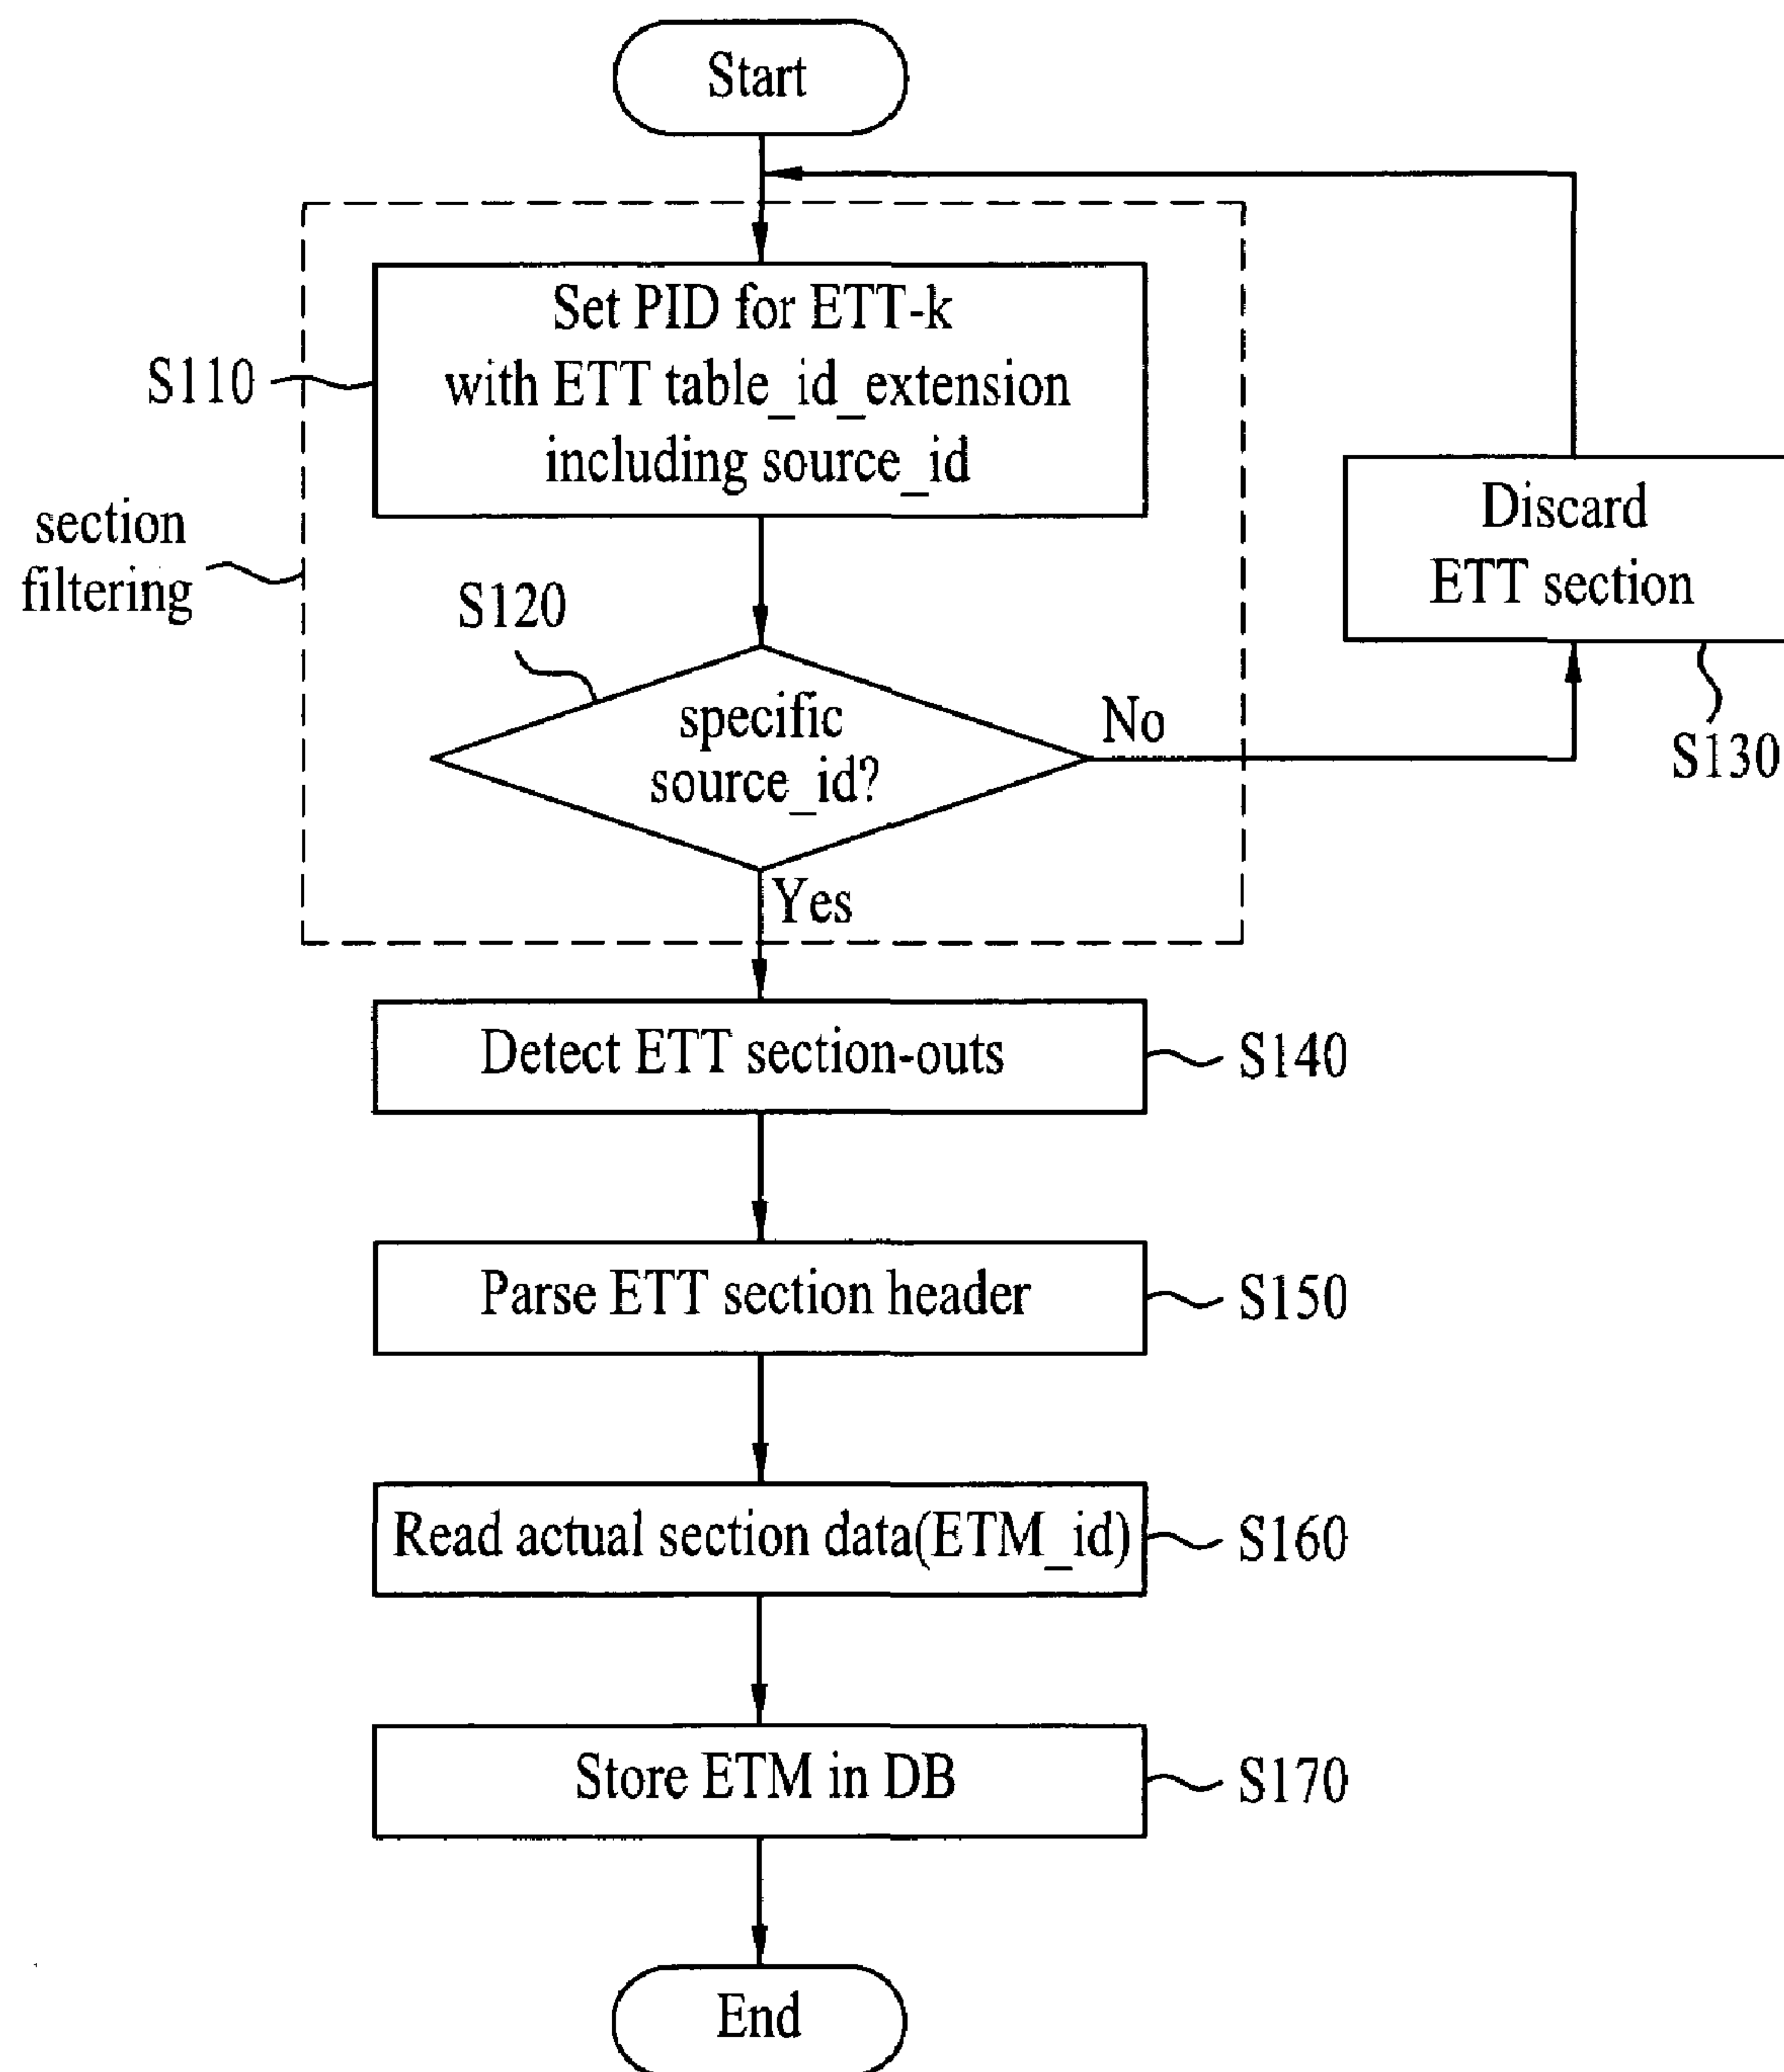 Start
Set PID for ETT-k
with ETT table_id_extension
including source_id
S110
section
filtering
Discard
ETT section
S130
S120
specific
source_id?
No
Yes
Detect ETT section-outs
S140
Parse ETT section header
S150
Read actual section data(ETM_id)
S160
Store ETM in DB
S170
End